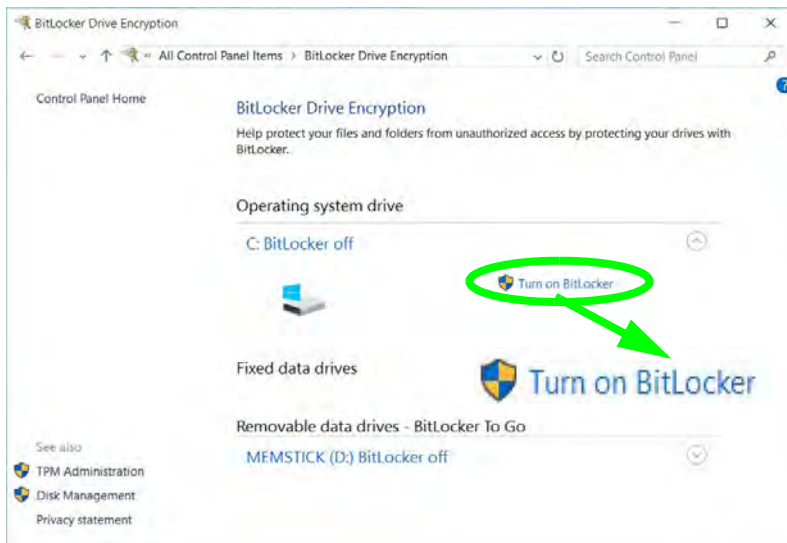 BitLocker Drive Encryption
All Control Panel Items > BitLocker Drive Encryption
Search Control Panel
Control Panel Home
?
BitLocker Drive Encryption
Help protect your files and folders from unauthorized access by protecting your drives with
BitLocker.
Operating system drive
C: BitLocker off
Turn on BitLocker
Fixed data drives
Turn on BitLocker
Removable data drives - BitLocker To Go
MEMSTICK (D:) BitLocker off
See also
TPM Administration
Disk Management
Privacy statement